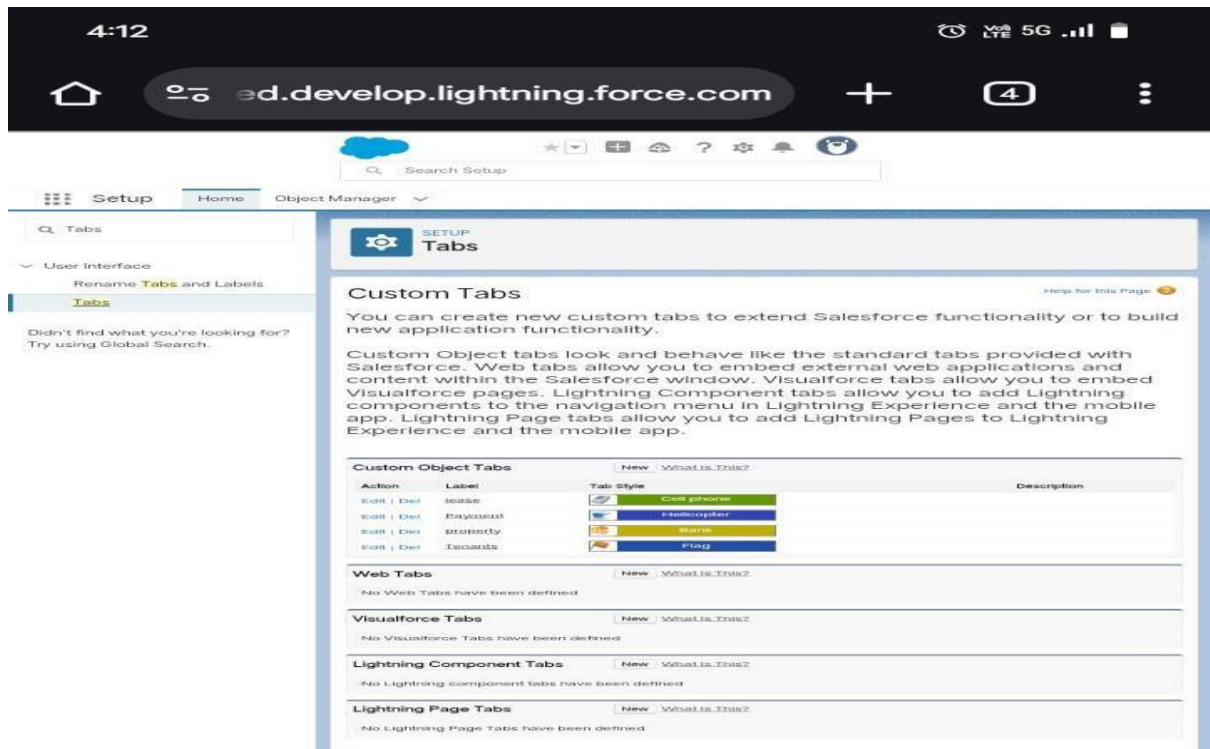 4:12
Vo) LTE 5G
ed.develop.lightning.force.com
4
Search Setup
Setup Home Object Manager
Tabs
User Interface
Rename Tabs and Labels
Tabs
Didn't find what you're looking for?
Try using Global Search.
SETUP
Tabs
Custom Tabs
Help for this Page
You can create new custom tabs to extend Salesforce functionality or to build
new application functionality.
Custom Object tabs look and behave like the standard tabs provided with
Salesforce. Web tabs allow you to embed external web applications and
content within the Salesforce window. Visualforce tabs allow you to embed
Visualforce pages. Lightning Component tabs allow you to add Lightning
components to the navigation menu in Lightning Experience and the mobile
app. Lightning Page tabs allow you to add Lightning Pages to Lightning
Experience and the mobile app.
Custom Object Tabs New What Is This?
Action Label Tab Style Description
Edit | Del lease Cell phone
Edit | Del Payment Helicopter
Edit | Del property Bank
Edit | Del Tenants Flag
Web Tabs New What Is This?
No Web Tabs have been defined
Visualforce Tabs New What Is This?
No Visualforce Tabs have been defined
Lightning Component Tabs New What Is This?
No Lightning component tabs have been defined
Lightning Page Tabs New What Is This?
No Lightning Page Tabs have been defined